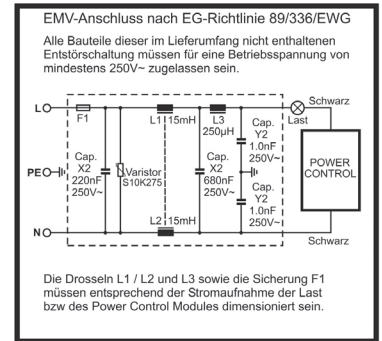 EMV-Anschluss nach EG-Richtlinie 89/336/EWG
Alle Bauteile dieser im Lieferumfang nicht enthaltenen
Entstörschaltung müssen für eine Betriebsspannung von
mindestens 250V~ zugelassen sein.
L
F1
L1 15mH
L3
250µH
Cap.
Y2
1.0nF
250V~
Schwarz
Last
PE
Cap.
X2
220nF
250V~
Varistor
S10K275
Cap.
X2
680nF
250V~
Cap.
Y2
1.0nF
250V~
POWER
CONTROL
N
L2 15mH
Schwarz
Die Drosseln L1 / L2 und L3 sowie die Sicherung F1
müssen entsprechend der Stromaufnahme der Last
bzw des Power Control Modules dimensioniert sein.